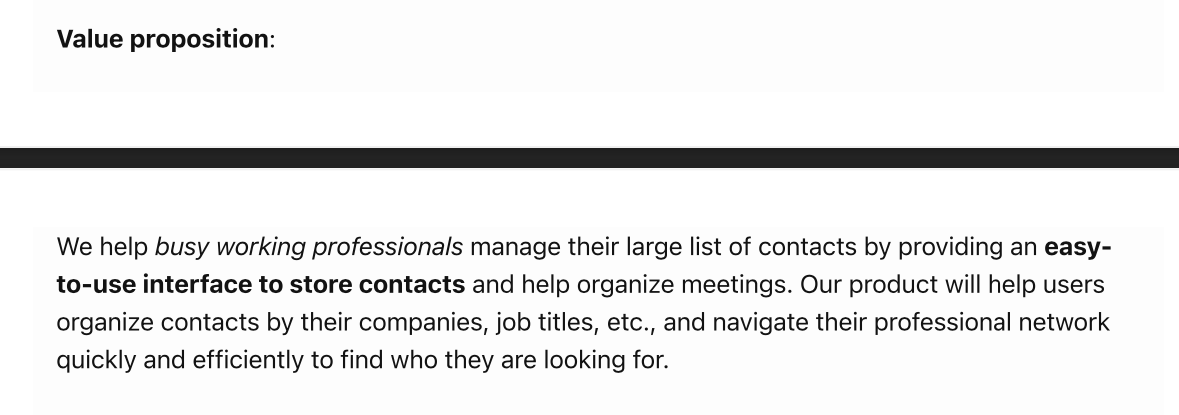 Value proposition:
We help busy working professionals manage their large list of contacts by providing an easy-
to-use interface to store contacts and help organize meetings. Our product will help users
organize contacts by their companies, job titles, etc., and navigate their professional network
quickly and efficiently to find who they are looking for.